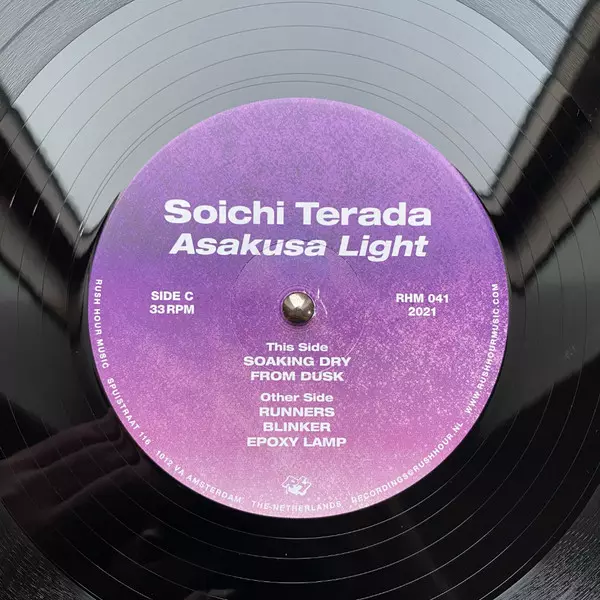 Soichi Terada
Asakusa Light
SIDE C
33 RPM
RHM 041
2021
This Side
SOAKING DRY
FROM DUSK
Other Side
RUNNERS
BLINKER
EPOXY LAMP
RUSH HOUR MUSIC SPUISTRAAT 116 1012 VA AMSTERDAM THE NETHERLANDS RECORDINGS@RUSHHOUR.NL WWW.RUSHHOURMUSIC.COM